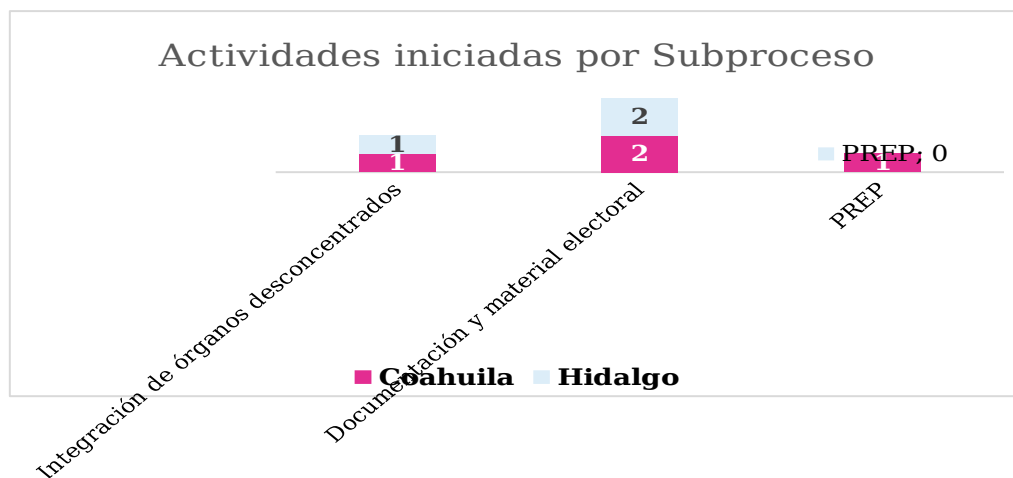 Actividades iniciadas por Subproceso
2
1
2
PREP; 0
1
1
Integración de órganos desconcentrados
Documentación y material electoral
PREP
Coahuila
Hidalgo